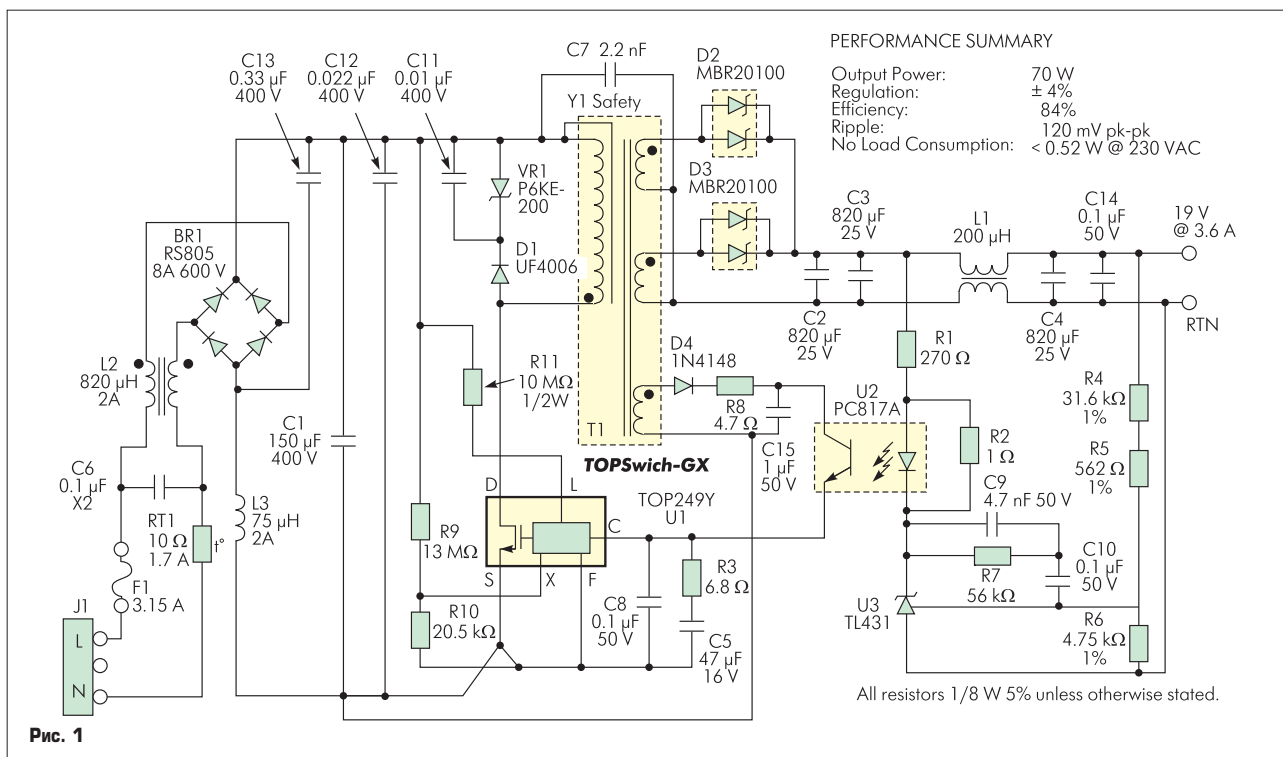 C13
0.33 µF
400 V
C12
0.022 µF
400 V
C11
0.01 µF
400 V
C7 2.2 nF
Y1 Safety
D2
MBR20100
PERFORMANCE SUMMARY
Output Power: 70 W
Regulation: ± 4%
Efficiency: 84%
Ripple: 120 mV pk-pk
No Load Consumption: < 0.52 W @ 230 VAC
VR1
P6KE-
200
D3
MBR20100
BR1
RS805
8A 600 V
D1
UF4006
C3
820 µF
25 V
L1
200 µH
C14
0.1 µF
50 V
19 V
@ 3.6 A
RTN
L2
820 µH
2A
C2
820 µF
25 V
C4
820 µF
25 V
R11
10 MΩ
1/2W
D4
1N4148
R1
270 Ω
R4
31.6 kΩ
1%
C1
150 µF
400 V
T1
R8
4.7 Ω
U2
PC817A
R2
1 Ω
R5
562 Ω
1%
TOPSwich-GX
C15
1 µF
50 V
C6
0.1 µF
X2
L3
75 µH
2A
D
L
C
S
X
F
TOP249Y
U1
C9
4.7 nF 50 V
RT1
10 Ω
1.7 A
t°
R9
13 MΩ
R3
6.8 Ω
R7
56 kΩ
C10
0.1 µF
50 V
F1
3.15 A
J1
L
N
R10
20.5 kΩ
C8
0.1 µF
50 V
C5
47 µF
16 V
U3
TL431
R6
4.75 kΩ
1%
All resistors 1/8 W 5% unless otherwise stated.
Рис. 1